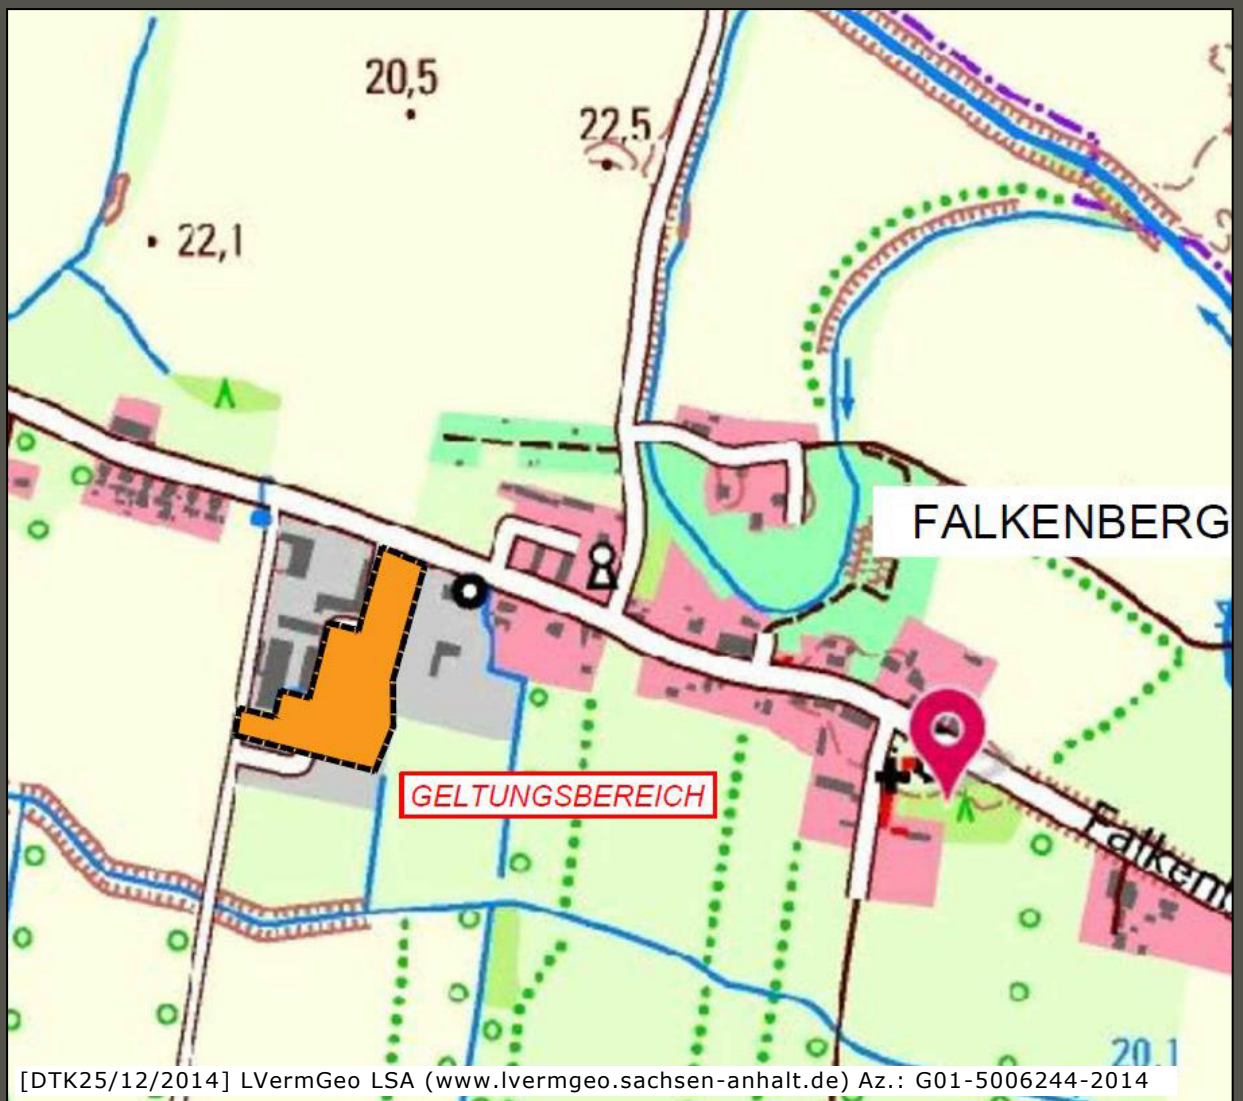 20,5
22,5
22,1
FALKENBERG
GELTUNGSBEREICH
20,1
[DTK25/12/2014] LVermGeo LSA (www.lvermgeo.sachsen-anhalt.de) Az.: G01-5006244-2014